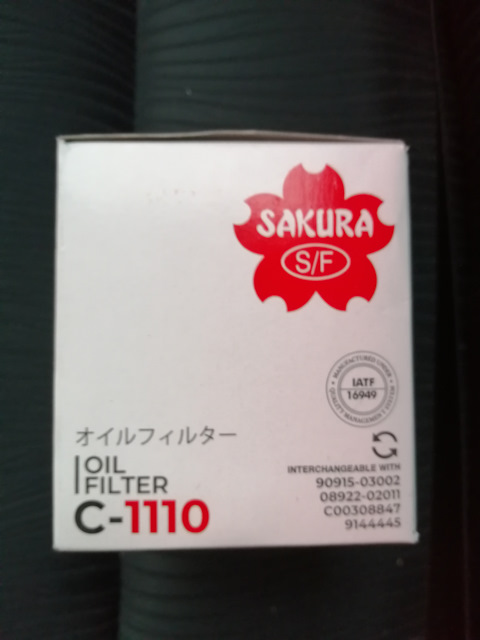 SAKURA
S/F
MANUFACTURED UNDER
IATF
16949
QUALITY MANAGEMENT SYSTEM
オイルフィルター
OIL
FILTER
C-1110
INTERCHANGEABLE WITH
90915-03002
08922-02011
C00308847
9144445